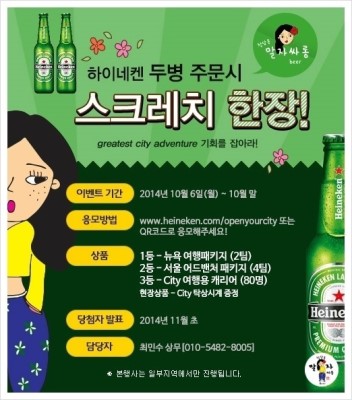 말자싸롱
beer
하이네켄 두병 주문시
스크레치 한장!
greatest city adventure 기회를 잡아라!
이벤트 기간
2014년 10월 6일(월) ~ 10월 말
응모방법
www.heineken.com/openyourcity 또는
QR코드로 응모해주세요!
상품
1등 – 뉴욕 여행패키지 (2팀)
2등 – 서울 어드밴처 패키지 (4팀)
3등 – City 여행용 캐리어 (80명)
현장상품 – City 탁상시계 증정
당첨자 발표
2014년 11월 초
담당자
최민수 상무[010-5482-8005]
※ 본행사는 일부지역에서만 진행됩니다.
Heineken
Heineken
PREMIUM